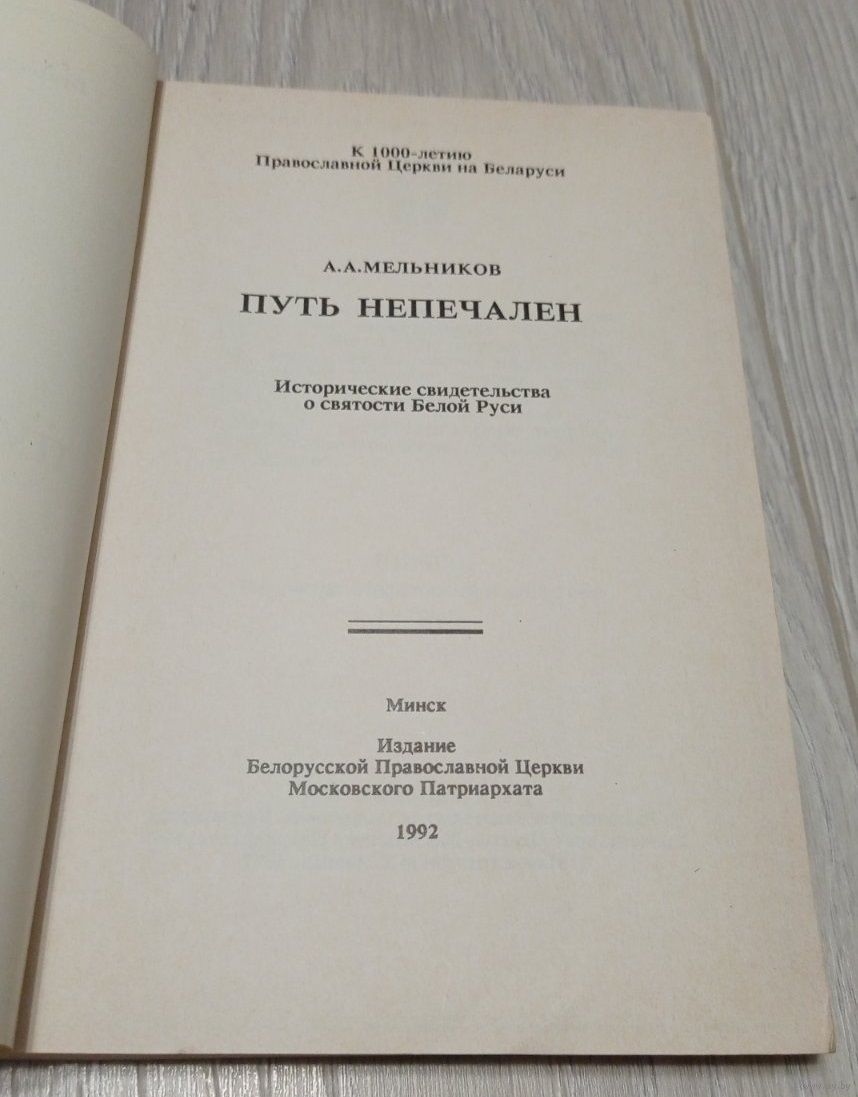 К 1000-летию
Православной Церкви на Беларуси
А.А.МЕЛЬНИКОВ
ПУТЬ НЕПЕЧАЛЕН
Исторические свидетельства
о святости Белой Руси
Минск
Издание
Белорусской Православной Церкви
Московского Патриархата
1992